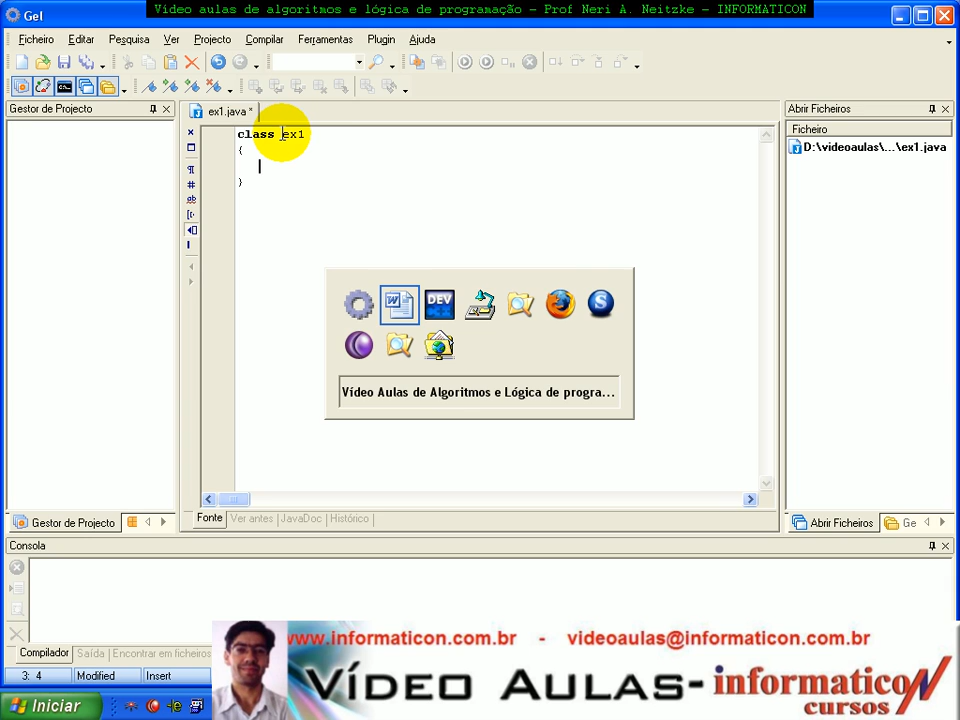 Vídeo aulas de algoritmos e lógica de programação - Prof Neri A. Neitzke - INFORMATICON
Gel
Ficheiro Editar Pesquisa Ver Projecto Compilar Ferramentas Plugin Ajuda
Gestor de Projecto
ex1.java *
Abrir Ficheiros
class ex1
{
}
Ficheiro
D:\videoaulas\...\ex1.java
DEV
C++
W
S
Vídeo Aulas de Algoritmos e Lógica de progra...
Fonte Ver antes JavaDoc Histórico
Gestor de Projecto
Abrir Ficheiros
Ge
Consola
Compilador Saída Encontrar em ficheiros
3: 4 Modified Insert
www.informaticon.com.br - videoaulas@informaticon.com.br
Vídeo Aulas-informaticoN
cursos
Iniciar